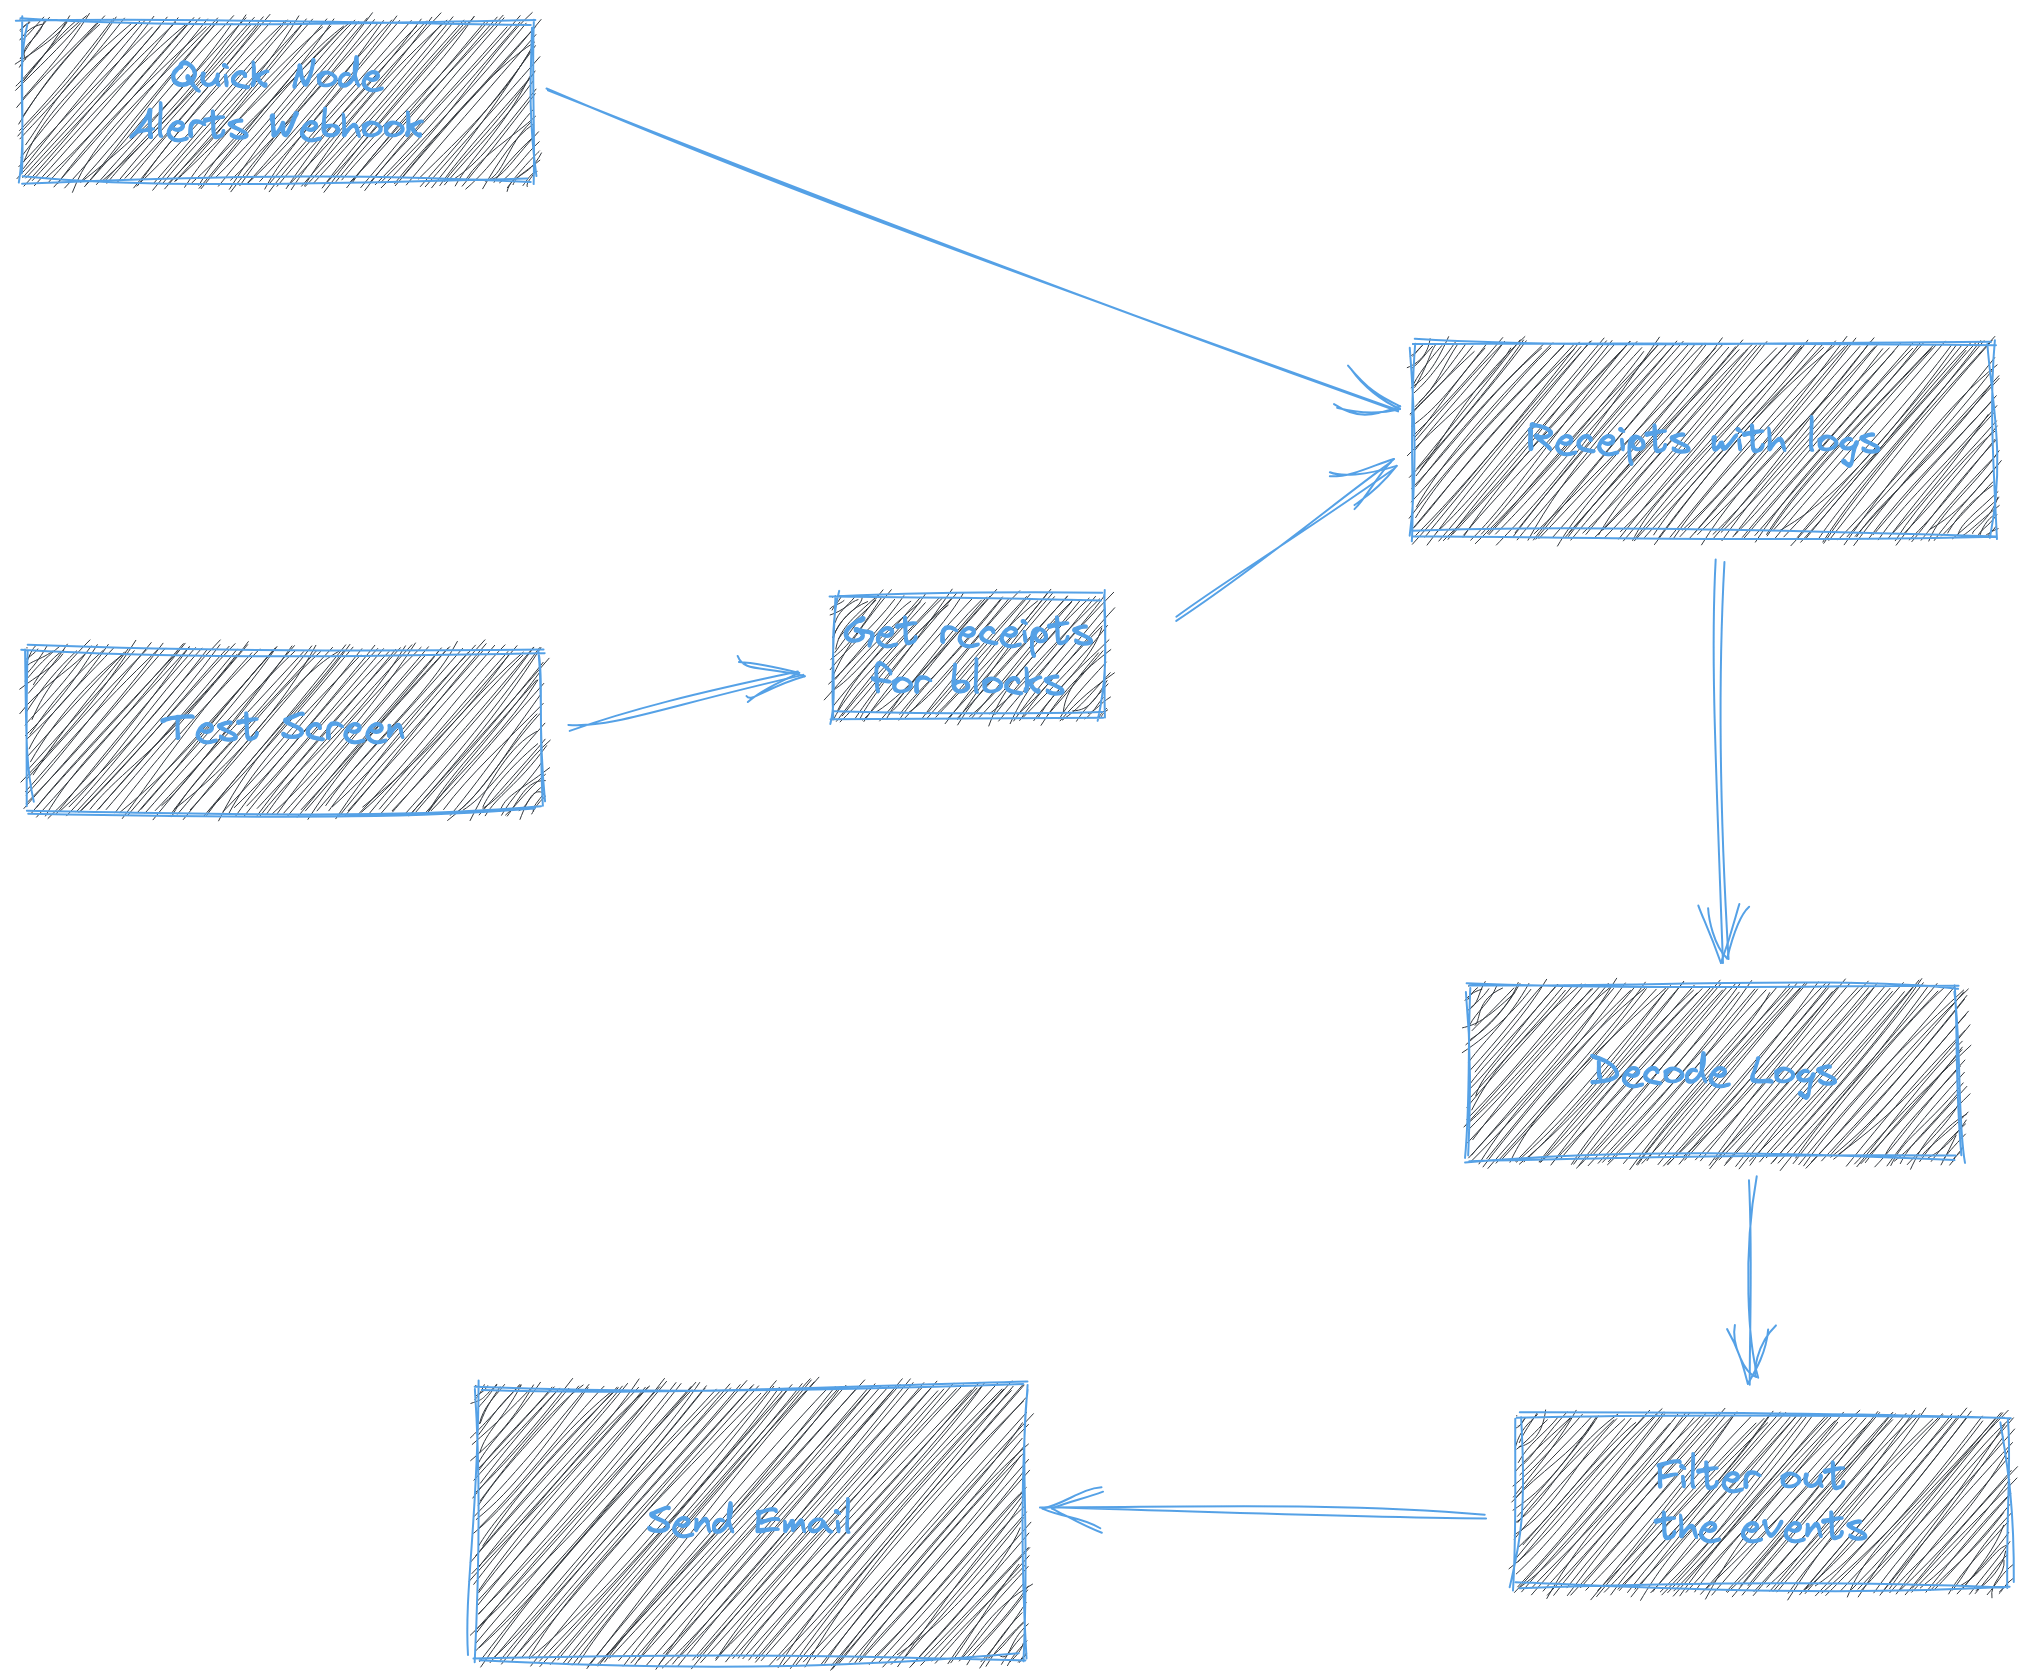 Quick Node
Alerts Webhook
Receipts with logs
Get receipts
for blocks
Test Screen
Decode Logs
Filter out
the events
Send Email